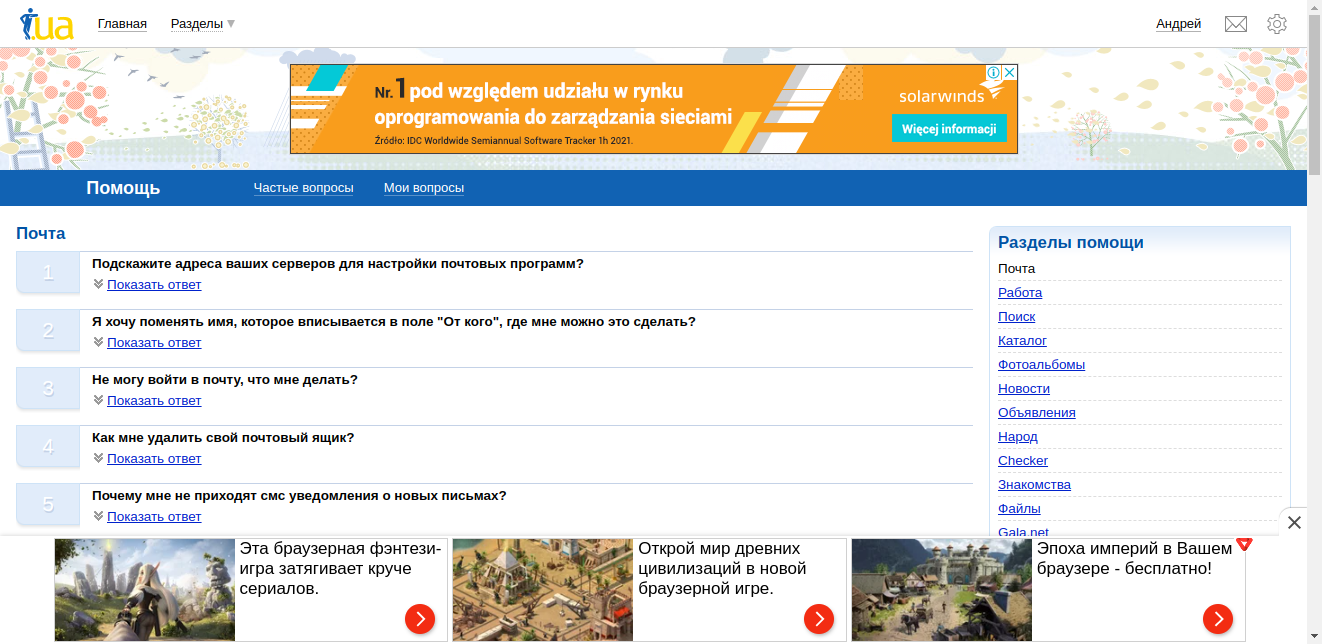 .ua
Главная
Разделы
Андрей
Nr. 1 pod względem udziału w rynku
oprogramowania do zarządzania sieciami
Źródło: IDC Worldwide Semiannual Software Tracker 1h 2021.
solarwinds
Więcej informacji
Помощь
Частые вопросы
Мои вопросы
Почта
1
Подскажите адреса ваших серверов для настройки почтовых программ?
Показать ответ
2
Я хочу поменять имя, которое вписывается в поле "От кого", где мне можно это сделать?
Показать ответ
3
Не могу войти в почту, что мне делать?
Показать ответ
4
Как мне удалить свой почтовый ящик?
Показать ответ
5
Почему мне не приходят смс уведомления о новых письмах?
Показать ответ
Разделы помощи
Почта
Работа
Поиск
Каталог
Фотоальбомы
Новости
Объявления
Народ
Checker
Знакомства
Файлы
Gala.net
Эта браузерная фэнтези-
игра затягивает круче
сериалов.
Открой мир древних
цивилизаций в новой
браузерной игре.
Эпоха империй в Вашем
браузере - бесплатно!